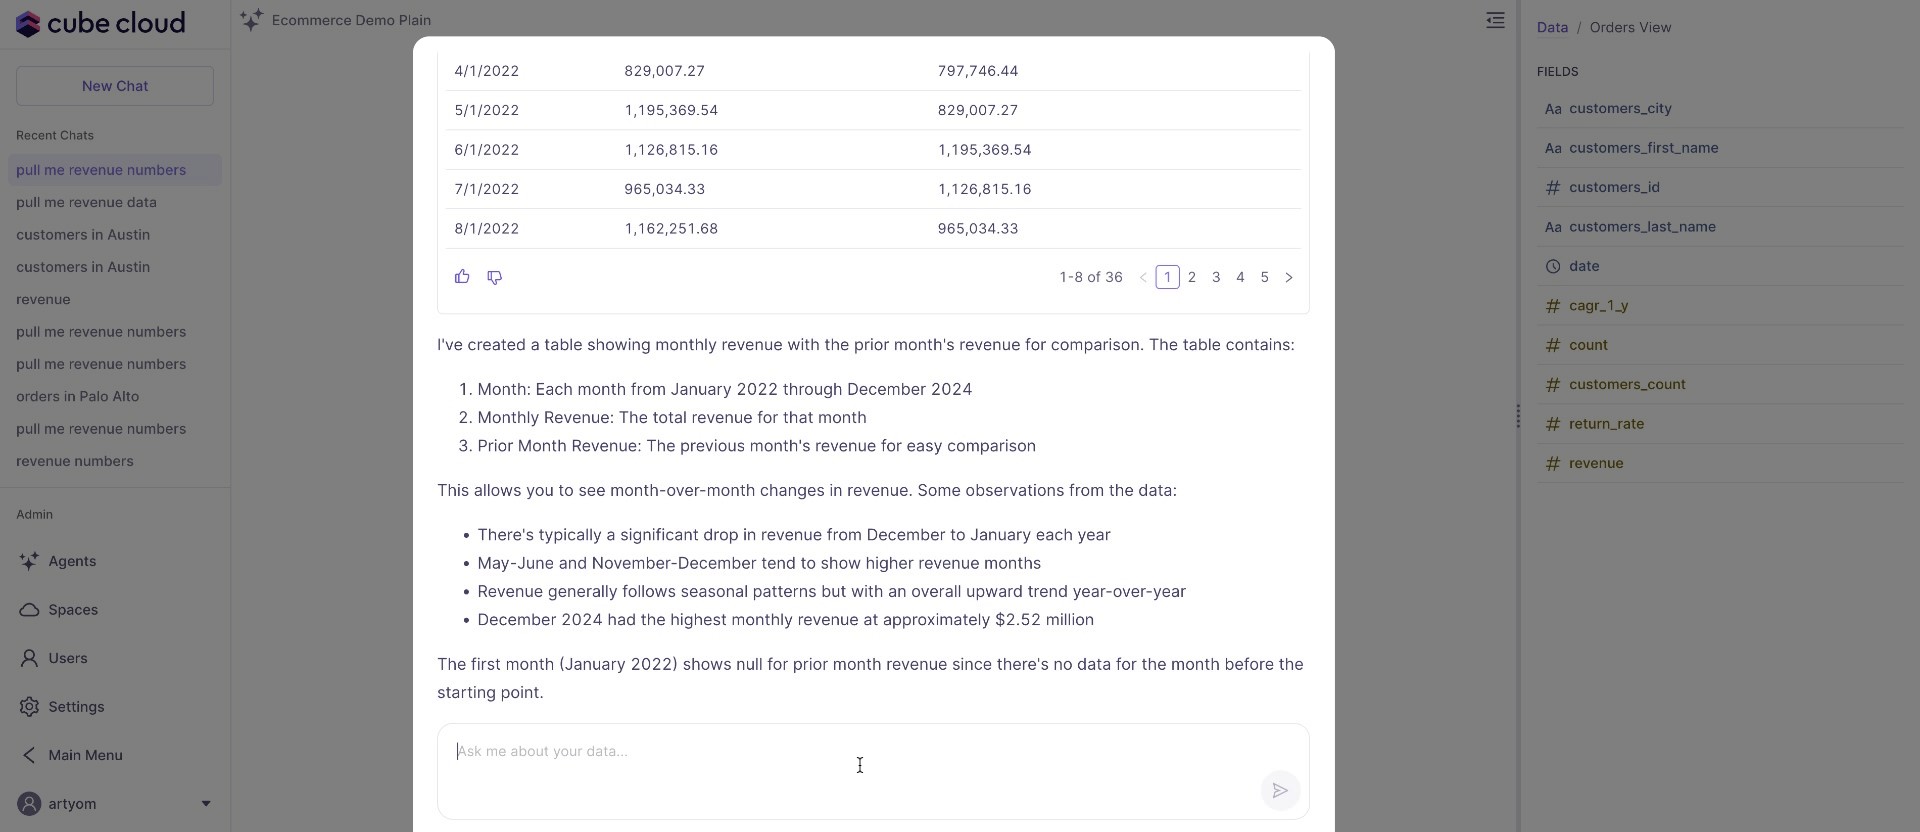 cube cloud
New Chat
Recent Chats
pull me revenue numbers
pull me revenue data
customers in Austin
customers in Austin
revenue
pull me revenue numbers
pull me revenue numbers
orders in Palo Alto
pull me revenue numbers
revenue numbers
Admin
Agents
Spaces
Users
Settings
Main Menu
artyom
Ecommerce Demo Plain
4/1/2022 829,007.27 797,746.44
5/1/2022 1,195,369.54 829,007.27
6/1/2022 1,126,815.16 1,195,369.54
7/1/2022 965,034.33 1,126,815.16
8/1/2022 1,162,251.68 965,034.33
1-8 of 36 < 1 2 3 4 5 >
I've created a table showing monthly revenue with the prior month's revenue for comparison. The table contains:
1. Month: Each month from January 2022 through December 2024
2. Monthly Revenue: The total revenue for that month
3. Prior Month Revenue: The previous month's revenue for easy comparison
This allows you to see month-over-month changes in revenue. Some observations from the data:
• There's typically a significant drop in revenue from December to January each year
• May-June and November-December tend to show higher revenue months
• Revenue generally follows seasonal patterns but with an overall upward trend year-over-year
• December 2024 had the highest monthly revenue at approximately $2.52 million
The first month (January 2022) shows null for prior month revenue since there's no data for the month before the
starting point.
Ask me about your data...
Data / Orders View
FIELDS
Aa customers_city
Aa customers_first_name
# customers_id
Aa customers_last_name
date
# cagr_1_y
# count
# customers_count
# return_rate
# revenue